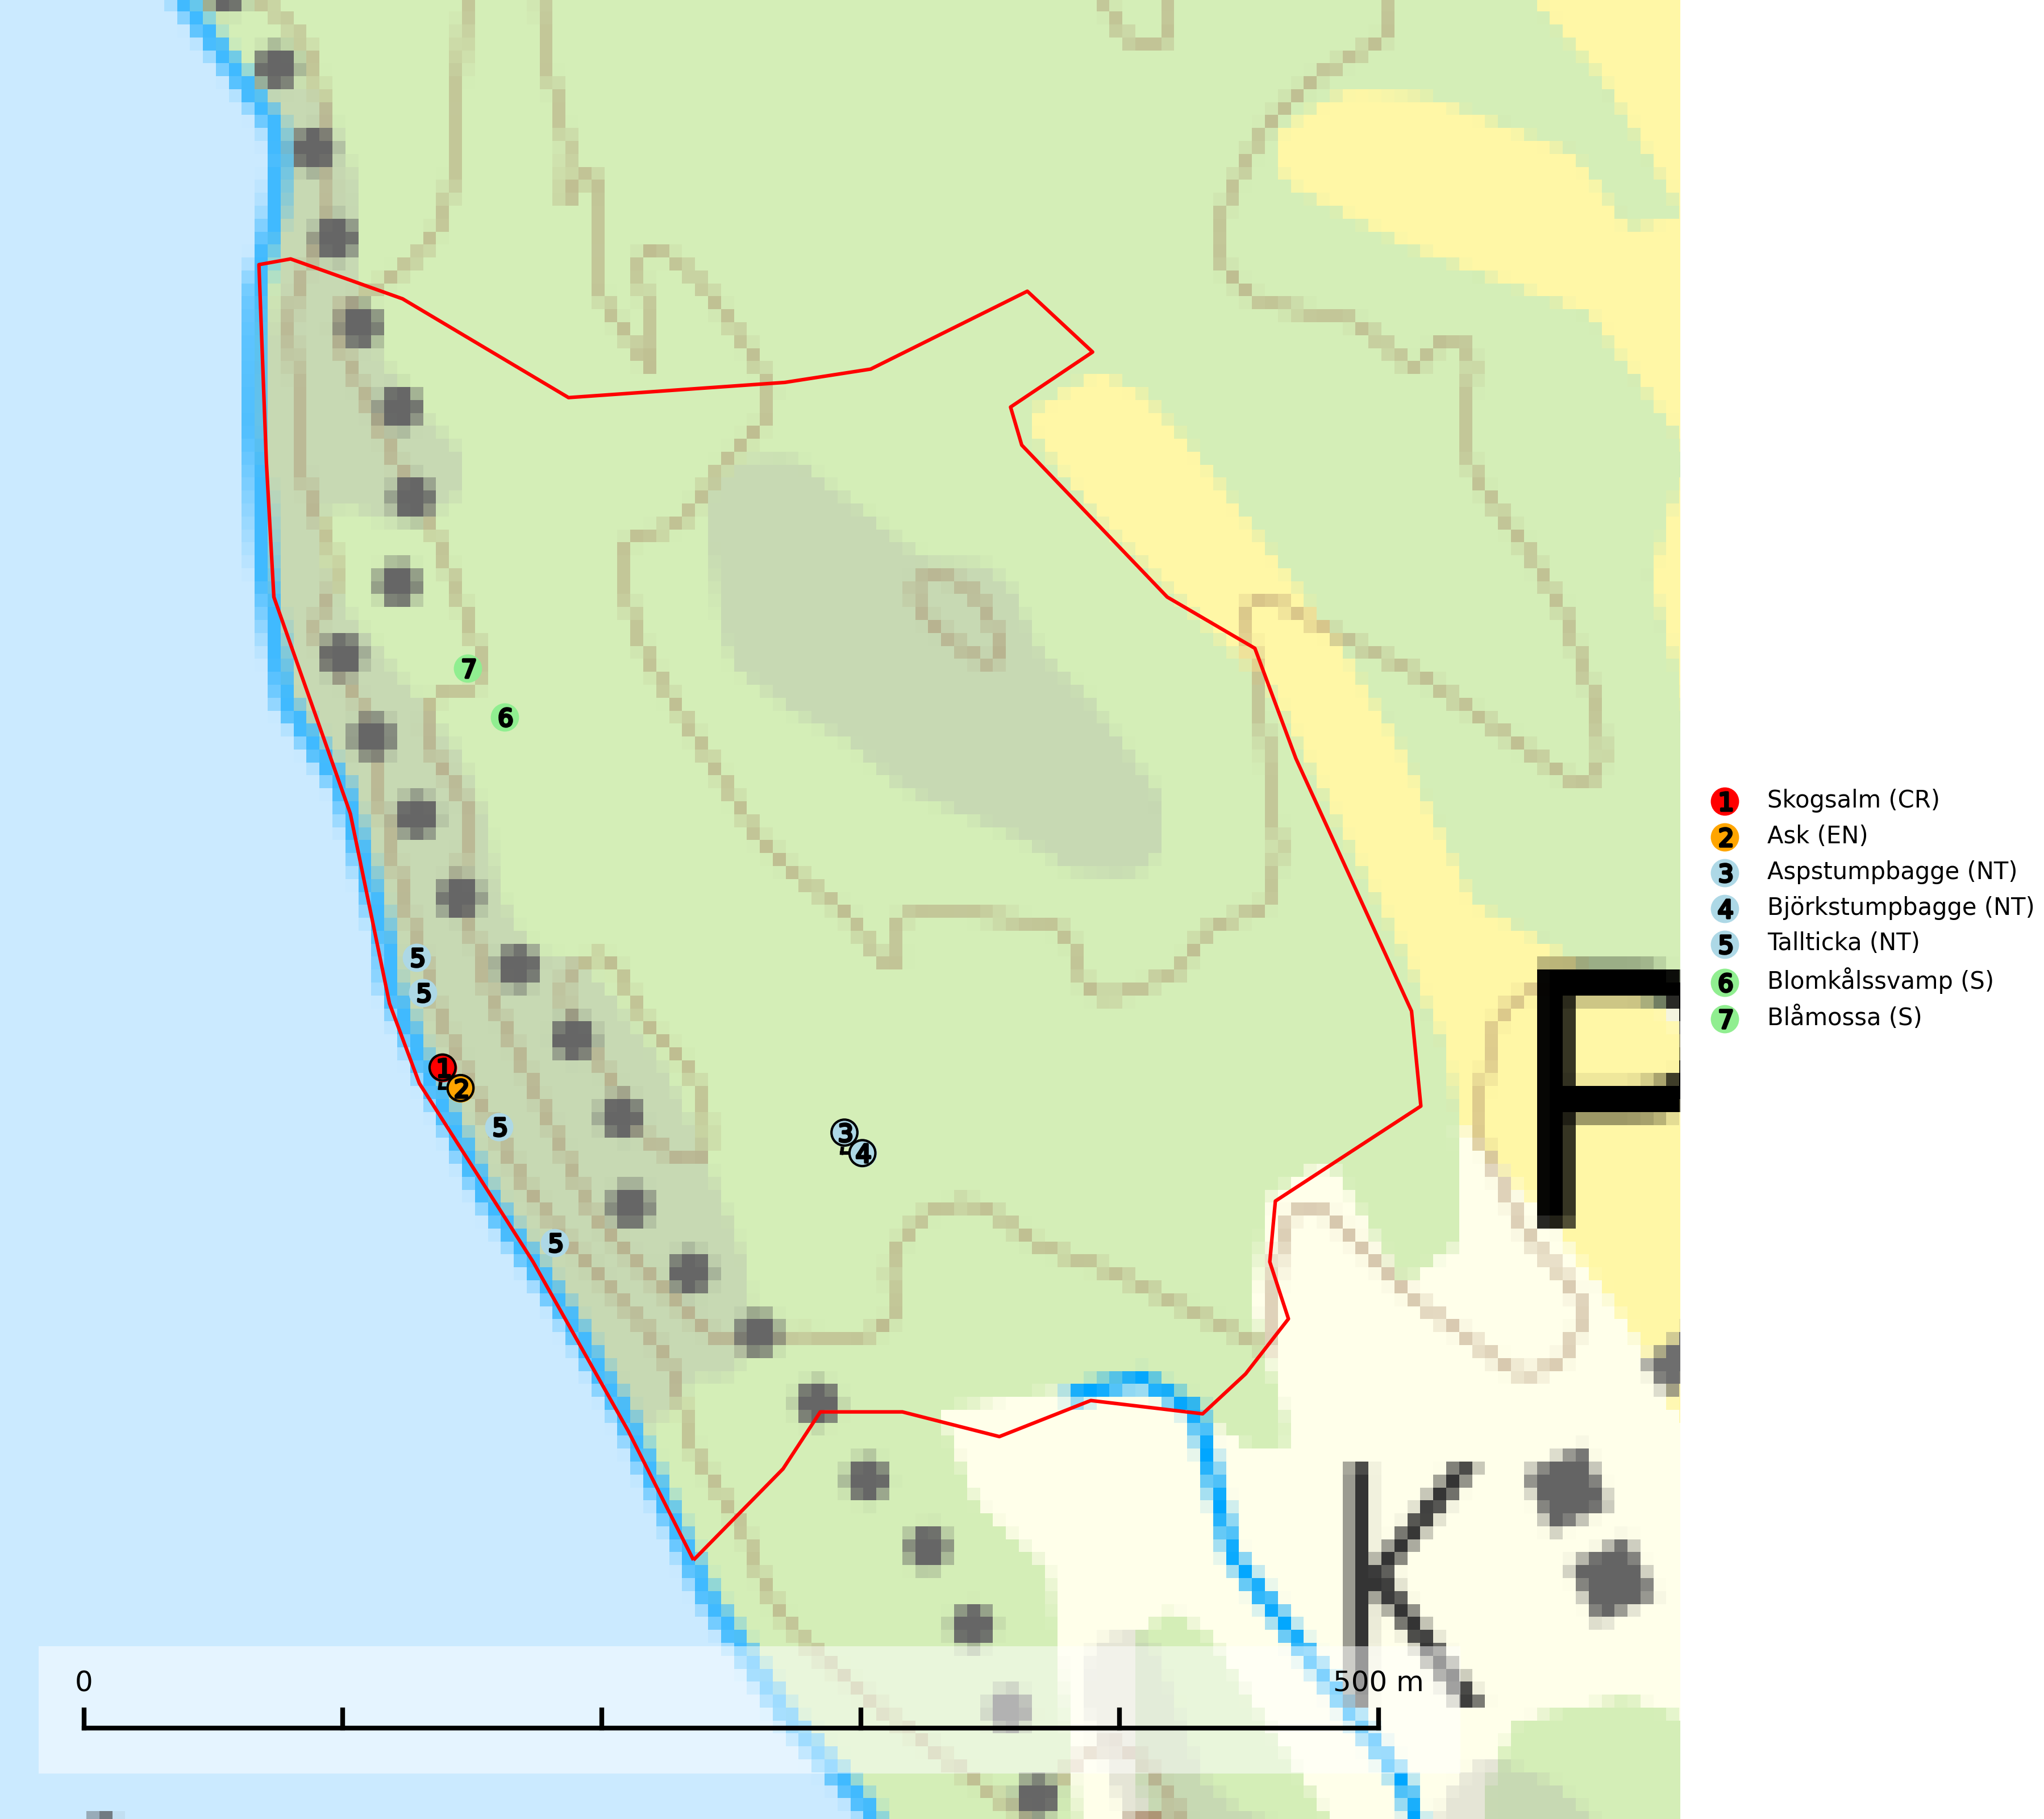 7
6
5
5
1
2
5
3
4
5
F
K
0 500 m
1 Skogsalm (CR)
2 Ask (EN)
3 Aspstumpbagge (NT)
4 Björkstumpbagge (NT)
5 Tallticka (NT)
6 Blomkålssvamp (S)
7 Blåmossa (S)